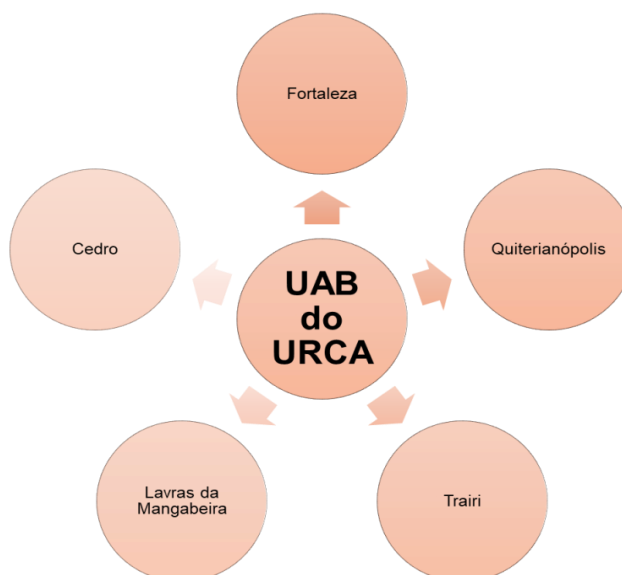 Fortaleza
Cedro
Quiterianópolis
UAB
do
URCA
Lavras da
Mangabeira
Trairi